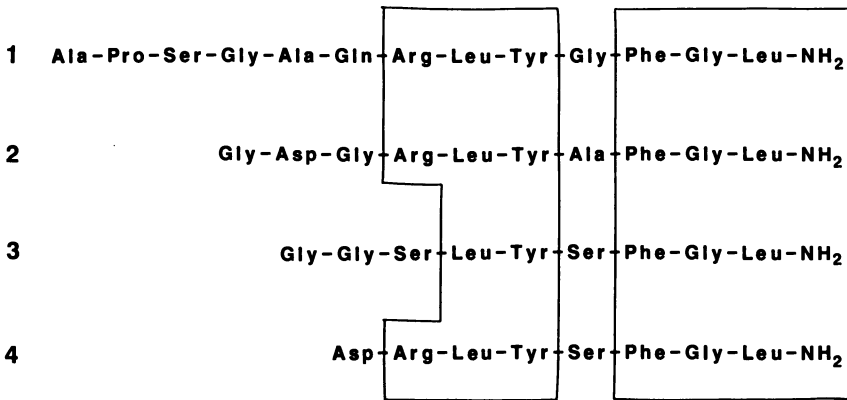 1 Ala-Pro-Ser-Gly-Ala-Gln-Arg-Leu-Tyr-Gly-Phe-Gly-Leu-NH2
2 Gly-Asp-Gly-Arg-Leu-Tyr-Ala-Phe-Gly-Leu-NH2
3 Gly-Gly-Ser-Leu-Tyr-Ser-Phe-Gly-Leu-NH2
4 Asp-Arg-Leu-Tyr-Ser-Phe-Gly-Leu-NH2